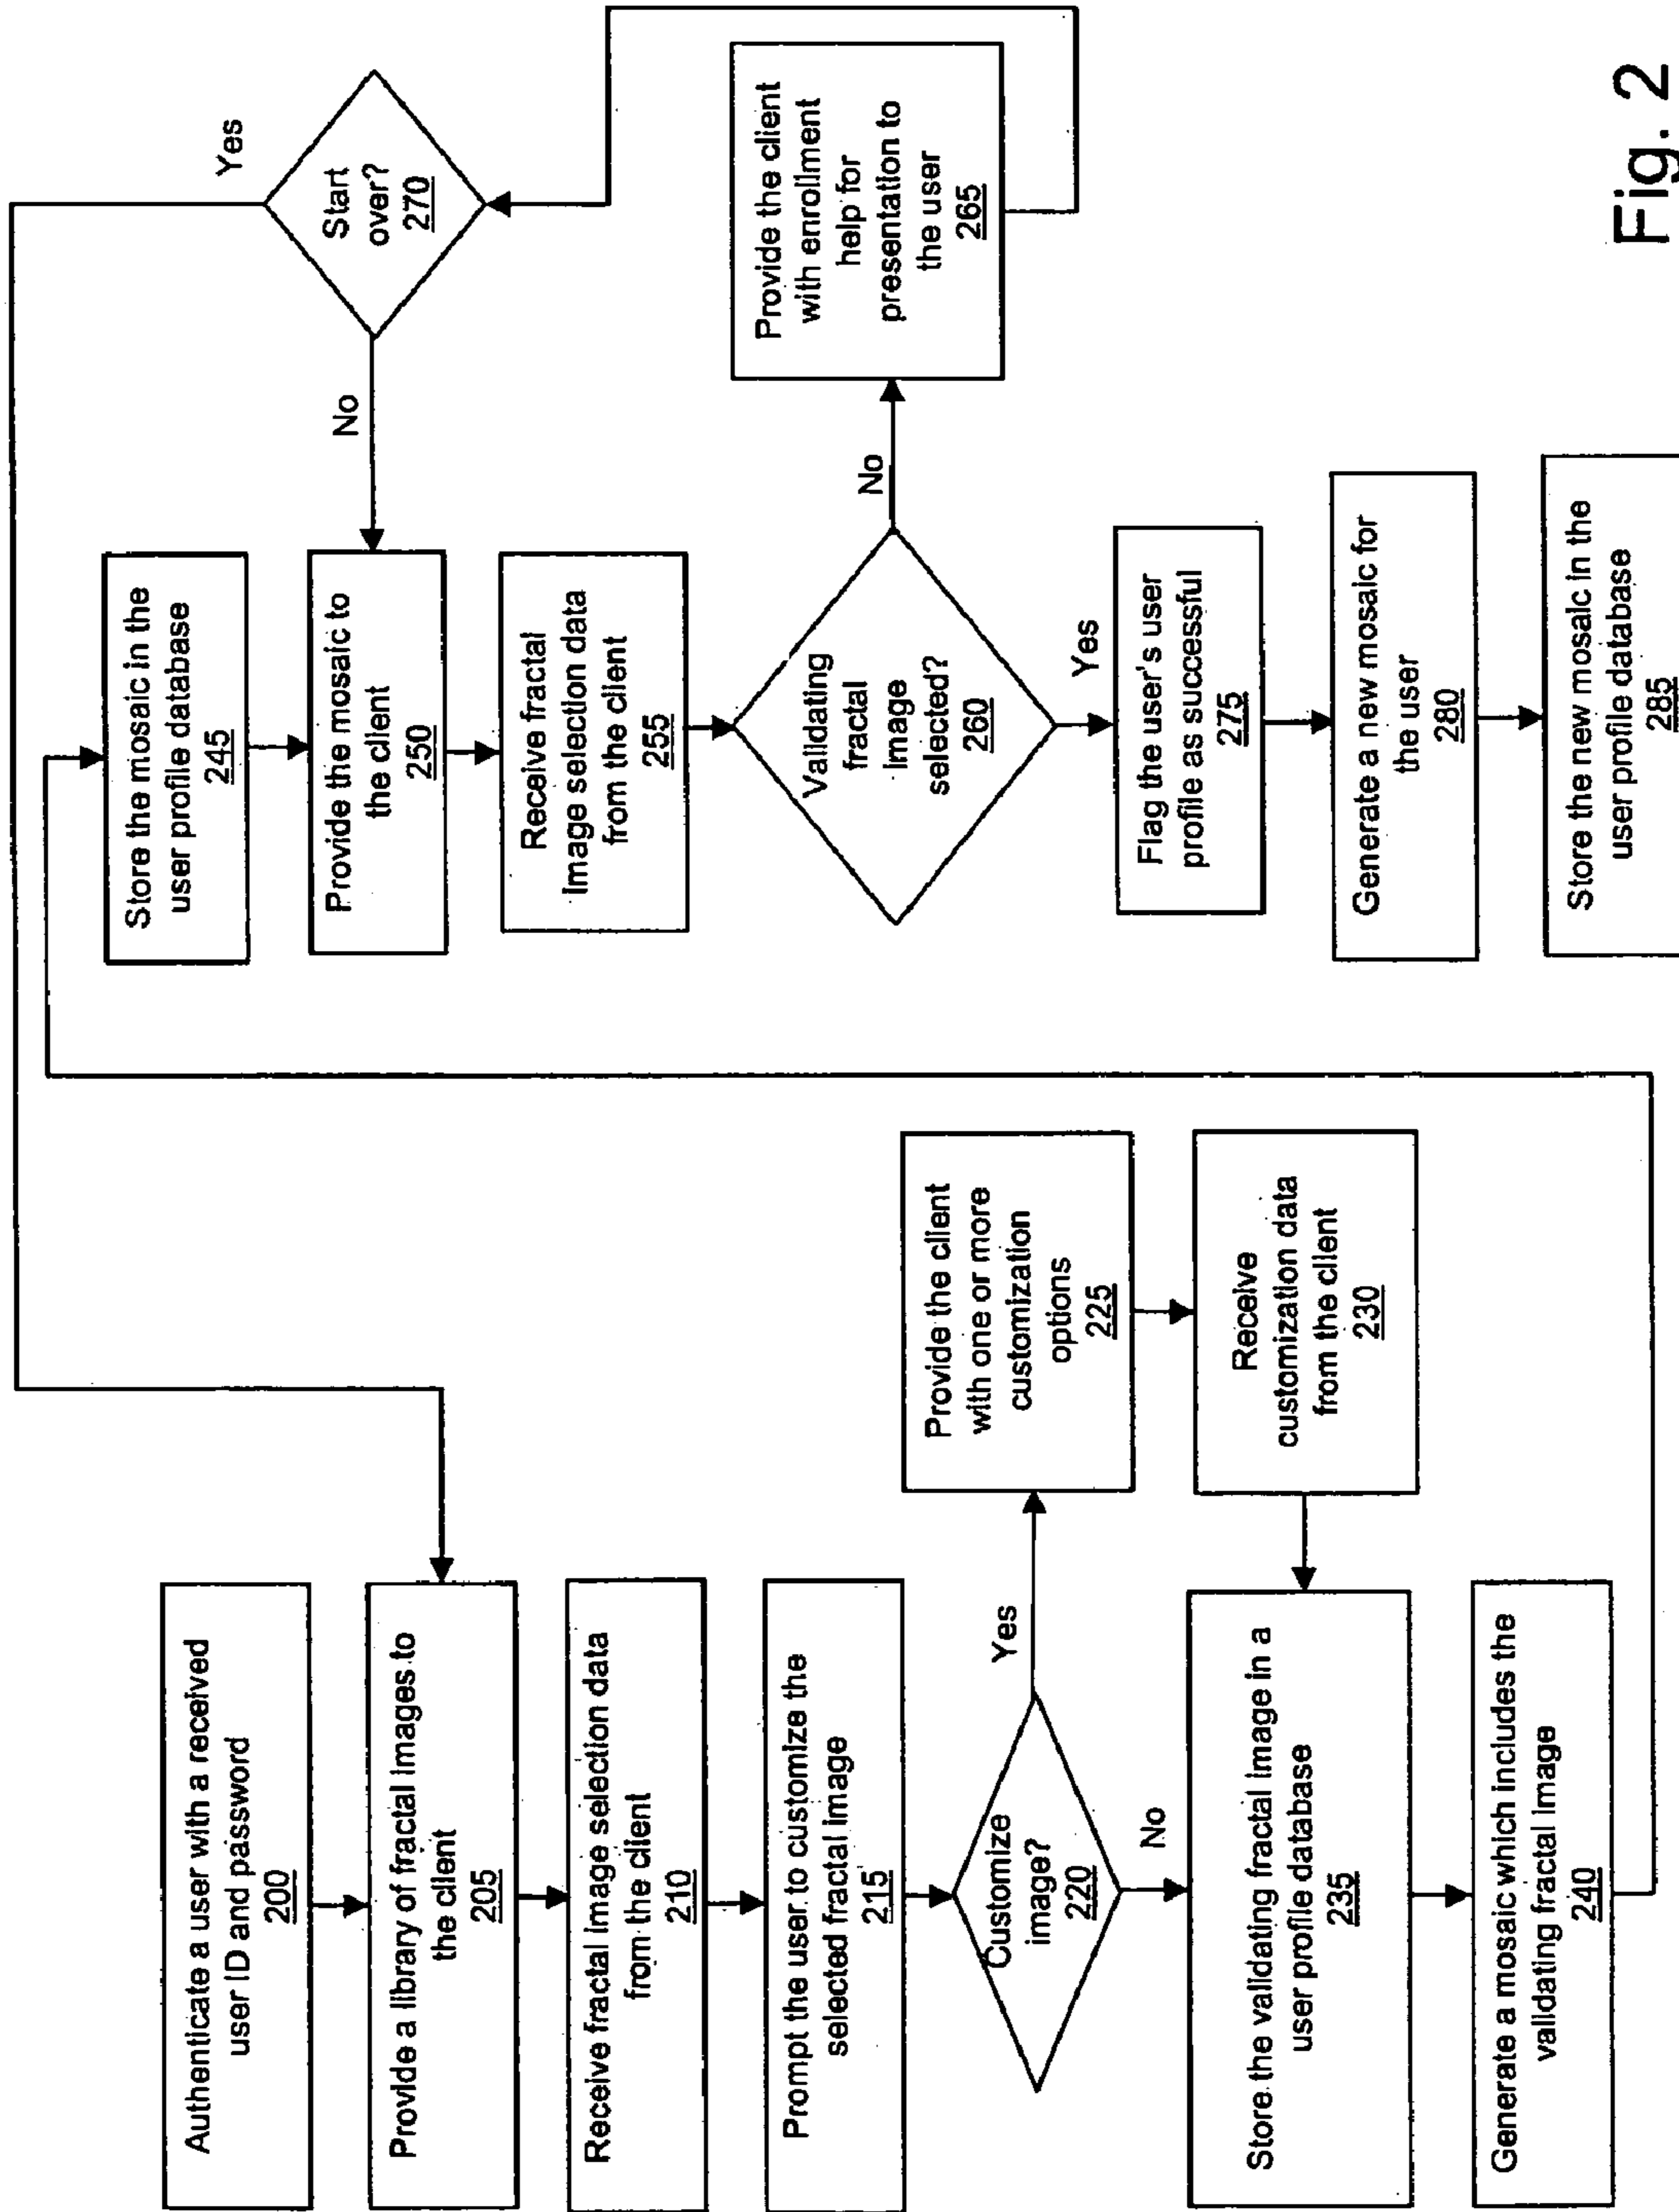 Authenticate a user with a received
user ID and password
200
Provide a library of fractal images to
the client
205
Receive fractal image selection data
from the client
210
Prompt the user to customize the
selected fractal image
215
Customize
image?
220
Yes
No
Provide the client
with one or more
customization
options
225
Receive
customization data
from the client
230
Store the validating fractal image in a
user profile database
235
Generate a mosaic which includes the
validating fractal image
240
Store the mosaic in the
user profile database
245
Provide the mosaic to
the client
250
Receive fractal
image selection data
from the client
255
Validating
fractal
image
selected?
260
No
Yes
Provide the client
with enrollment
help for
presentation to
the user
265
Start
over?
270
Yes
No
Flag the user's user
profile as successful
275
Generate a new mosaic for
the user
280
Store the new mosaic in the
user profile database
285
Fig. 2